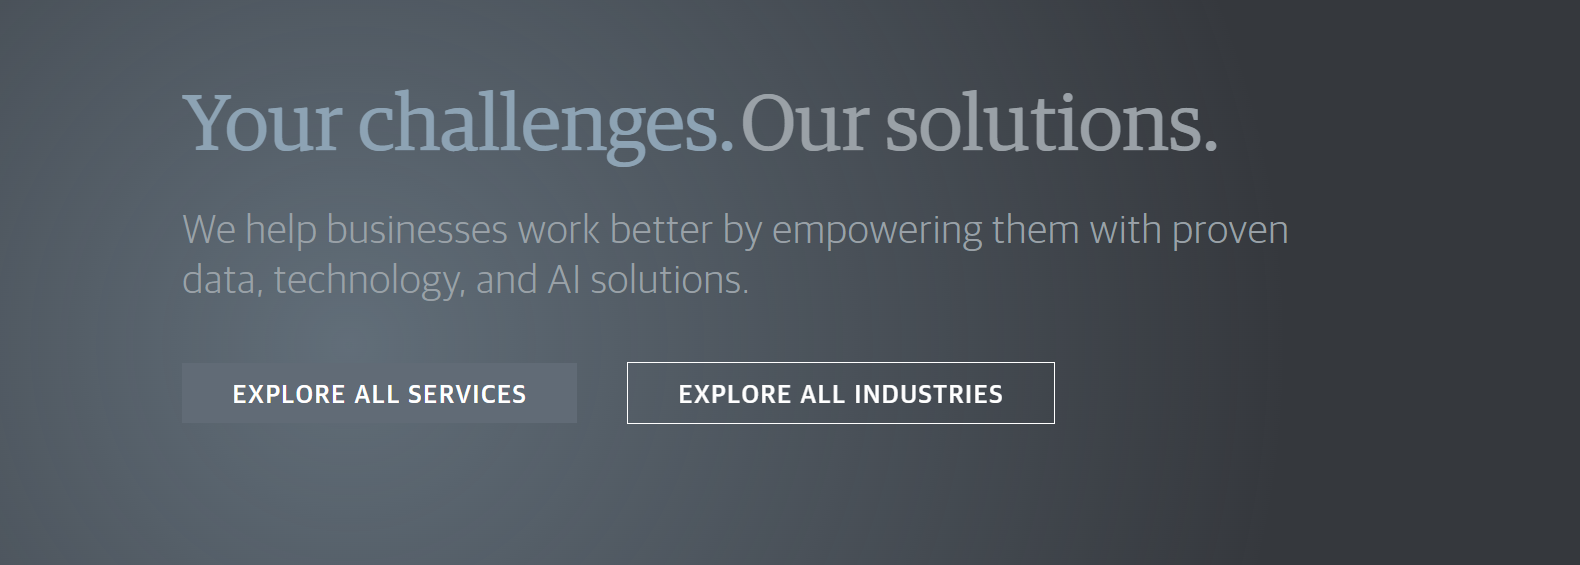 Your challenges. Our solutions.
We help businesses work better by empowering them with proven
data, technology, and AI solutions.
EXPLORE ALL SERVICES
EXPLORE ALL INDUSTRIES